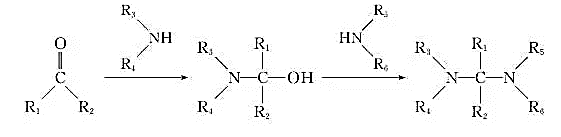 O
C
R₁ R₂
R₃
NH
R₄
R₃ R₁
N–C–OH
R₄ R₂
R₅
HN
R₆
R₃ R₁ R₅
N–C–N
R₄ R₂ R₆